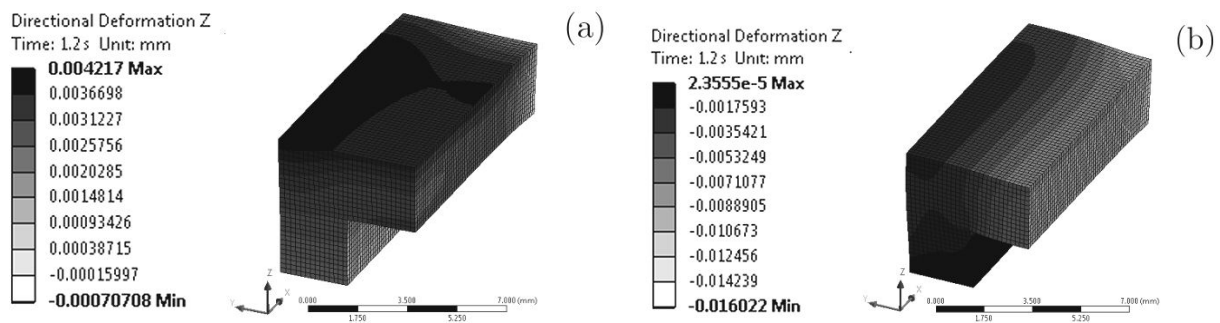 Directional Deformation Z
Time: 1.2 s Unit: mm
0.004217 Max
0.0036698
0.0031227
0.0025756
0.0020285
0.0014814
0.00093426
0.00038715
-0.00015997
-0.00070708 Min
(a)
Z
Y
X
0.000
3.500
7.000 (mm)
1.750
5.250
Directional Deformation Z
Time: 1.2 s Unit: mm
2.3555e-5 Max
-0.0017593
-0.0035421
-0.0053249
-0.0071077
-0.0088905
-0.010673
-0.012456
-0.014239
-0.016022 Min
(b)
Z
Y
X
0.000
3.500
7.000 (mm)
1.750
5.250